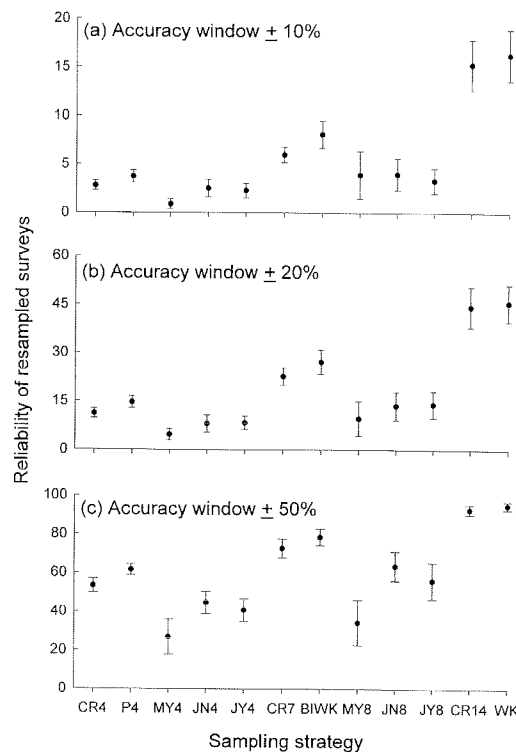 (a) Accuracy window ± 10%
20
15
10
5
0
(b) Accuracy window ± 20%
60
45
30
15
0
(c) Accuracy window ± 50%
100
80
60
40
20
0
Reliability of resampled surveys
CR4 P4 MY4 JN4 JY4 CR7 BIWK MY8 JN8 JY8 CR14 WK
Sampling strategy